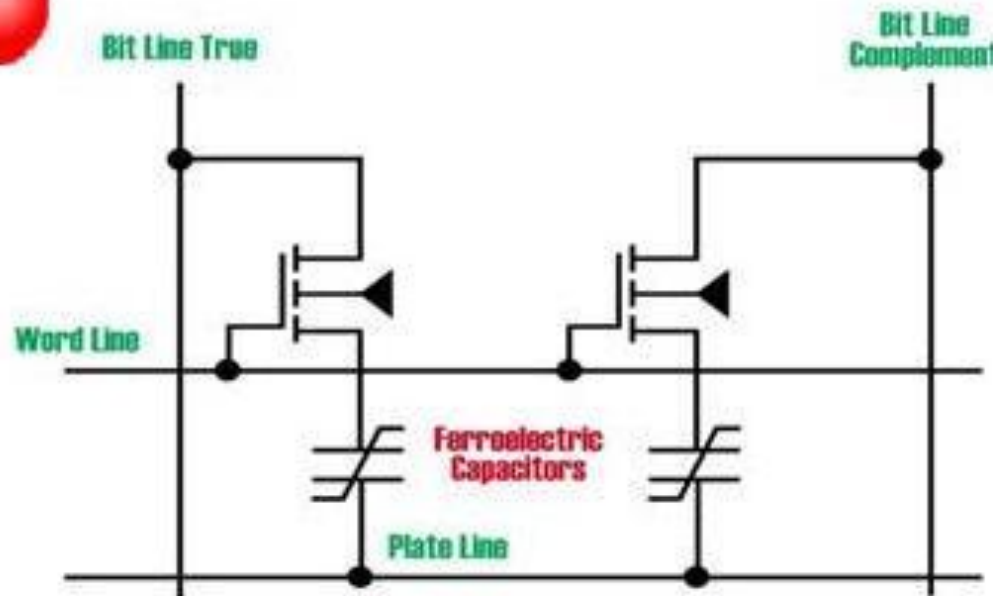 Bit Line True
Bit Line
Complement
Word Line
Ferroelectric
Capacitors
Plate Line